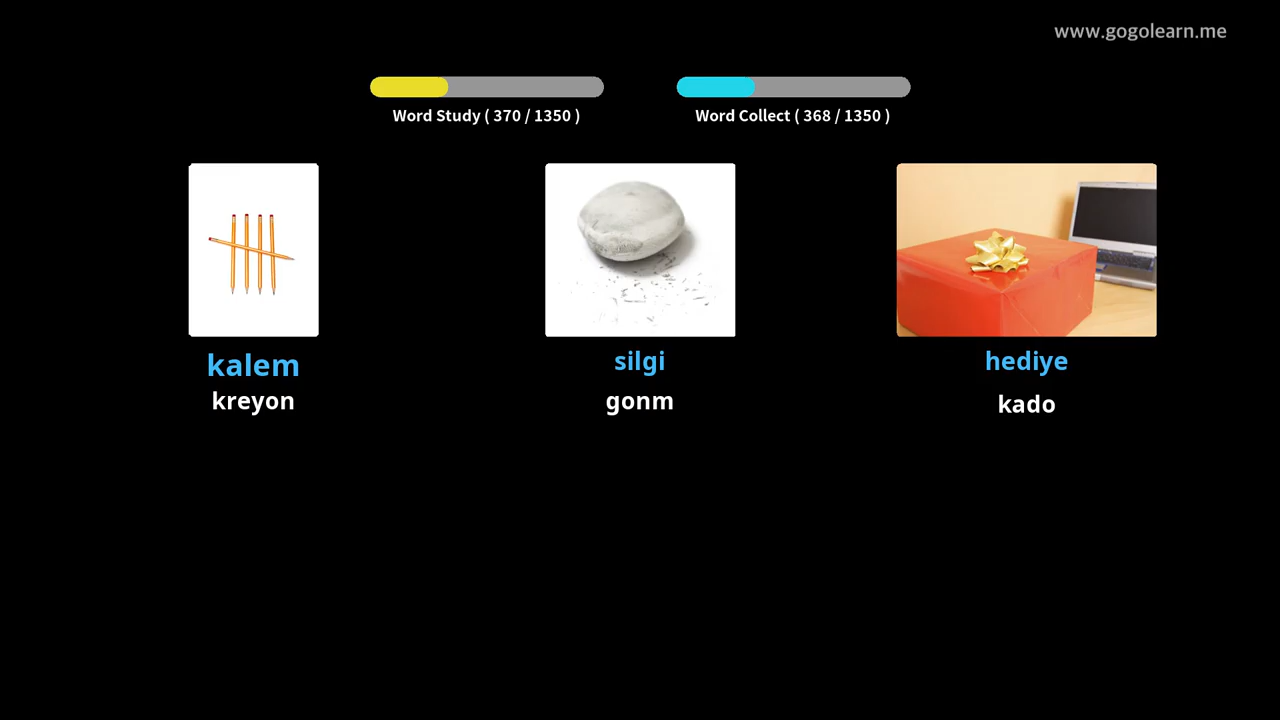 www.gogolearn.me
Word Study ( 370 / 1350 )
Word Collect ( 368 / 1350 )
kalem
kreyon
silgi
gonm
hediye
kado